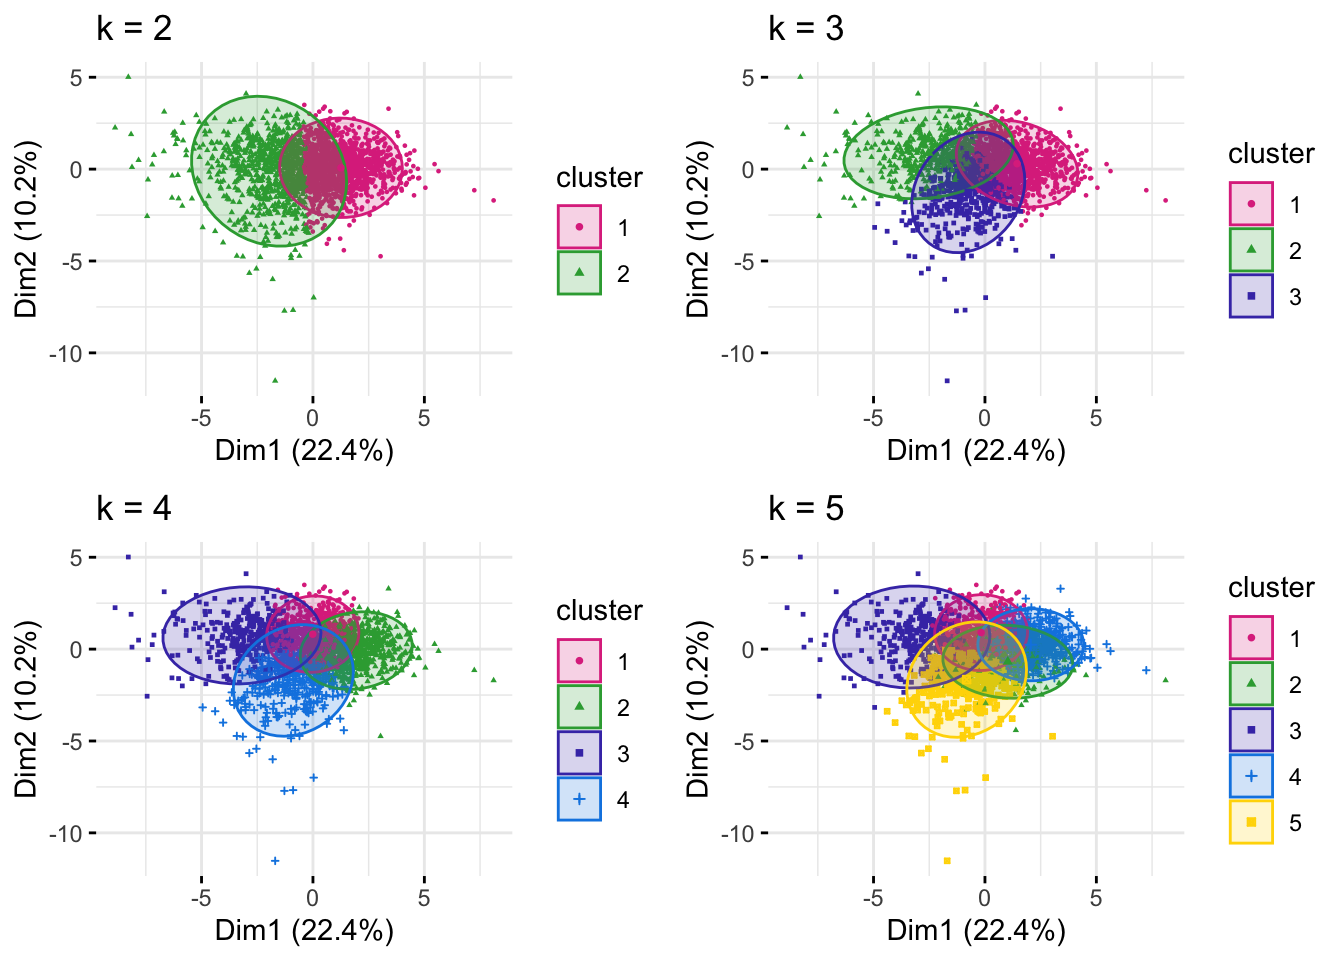 k = 2
5
0
-5
-10
-5 0 5
Dim1 (22.4%)
Dim2 (10.2%)
cluster
1
2
k = 3
5
0
-5
-10
-5 0 5
Dim1 (22.4%)
Dim2 (10.2%)
cluster
1
2
3
k = 4
5
0
-5
-10
-5 0 5
Dim1 (22.4%)
Dim2 (10.2%)
cluster
1
2
3
4
k = 5
5
0
-5
-10
-5 0 5
Dim1 (22.4%)
Dim2 (10.2%)
cluster
1
2
3
4
5